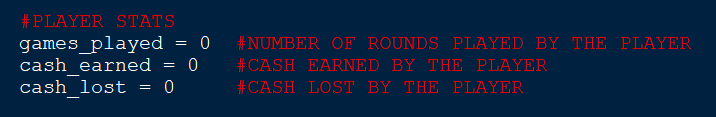 #PLAYER STATS
games_played = 0  #NUMBER OF ROUNDS PLAYED BY THE PLAYER
cash_earned = 0   #CASH EARNED BY THE PLAYER
cash_lost = 0     #CASH LOST BY THE PLAYER